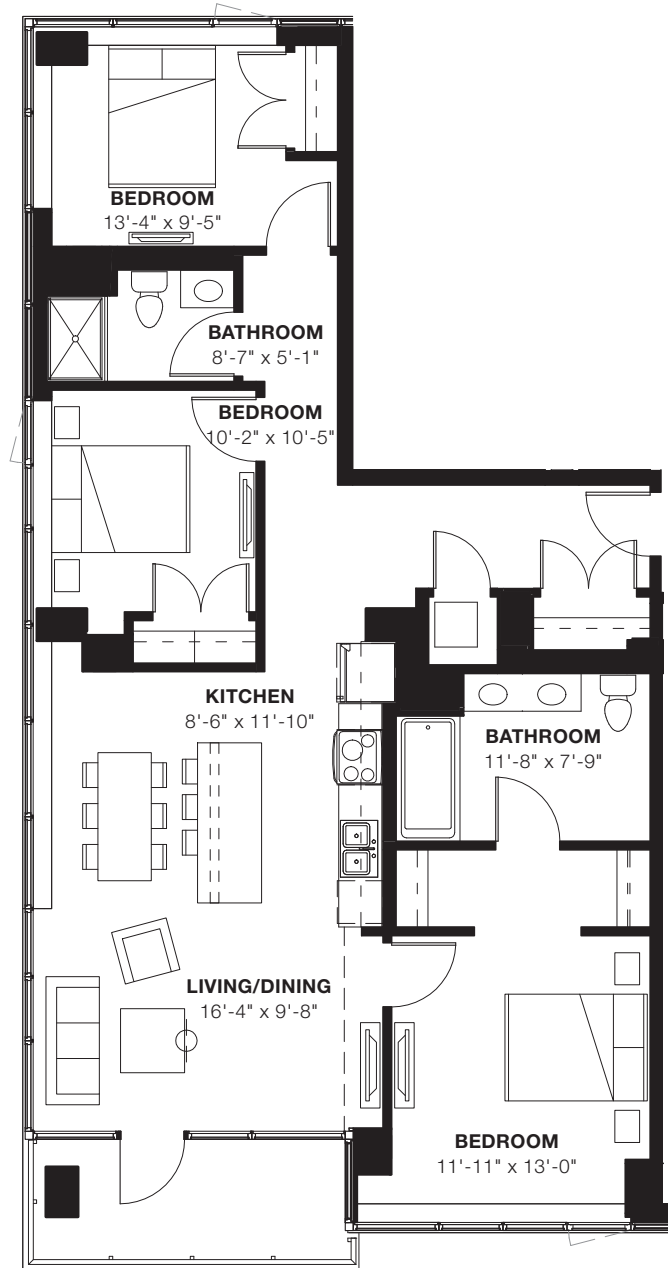 BEDROOM
13'-4" x 9'-5"
BATHROOM
8'-7" x 5'-1"
BEDROOM
10'-2" x 10'-5"
KITCHEN
8'-6" x 11'-10"
BATHROOM
11'-8" x 7'-9"
LIVING/DINING
16'-4" x 9'-8"
BEDROOM
11'-11" x 13'-0"